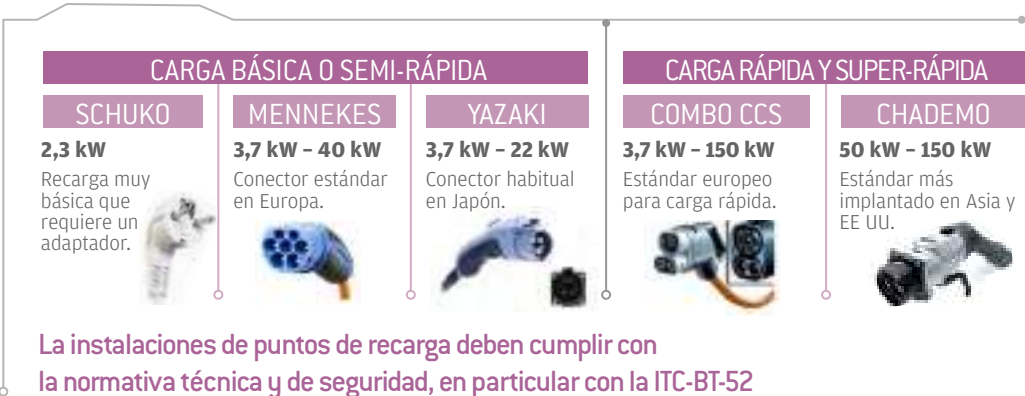 CARGA BÁSICA O SEMI-RÁPIDA
SCHUKO
2,3 kW
Recarga muy
básica que
requiere un
adaptador.
MENNEKES
3,7 kW – 40 kW
Conector estándar
en Europa.
YAZAKI
3,7 kW – 22 kW
Conector habitual
en Japón.
CARGA RÁPIDA Y SUPER-RÁPIDA
COMBO CCS
3,7 kW – 150 kW
Estándar europeo
para carga rápida.
CHADEMO
50 kW – 150 kW
Estándar más
implantado en Asia y
EE UU.
La instalaciones de puntos de recarga deben cumplir con
la normativa técnica y de seguridad, en particular con la ITC-BT-52